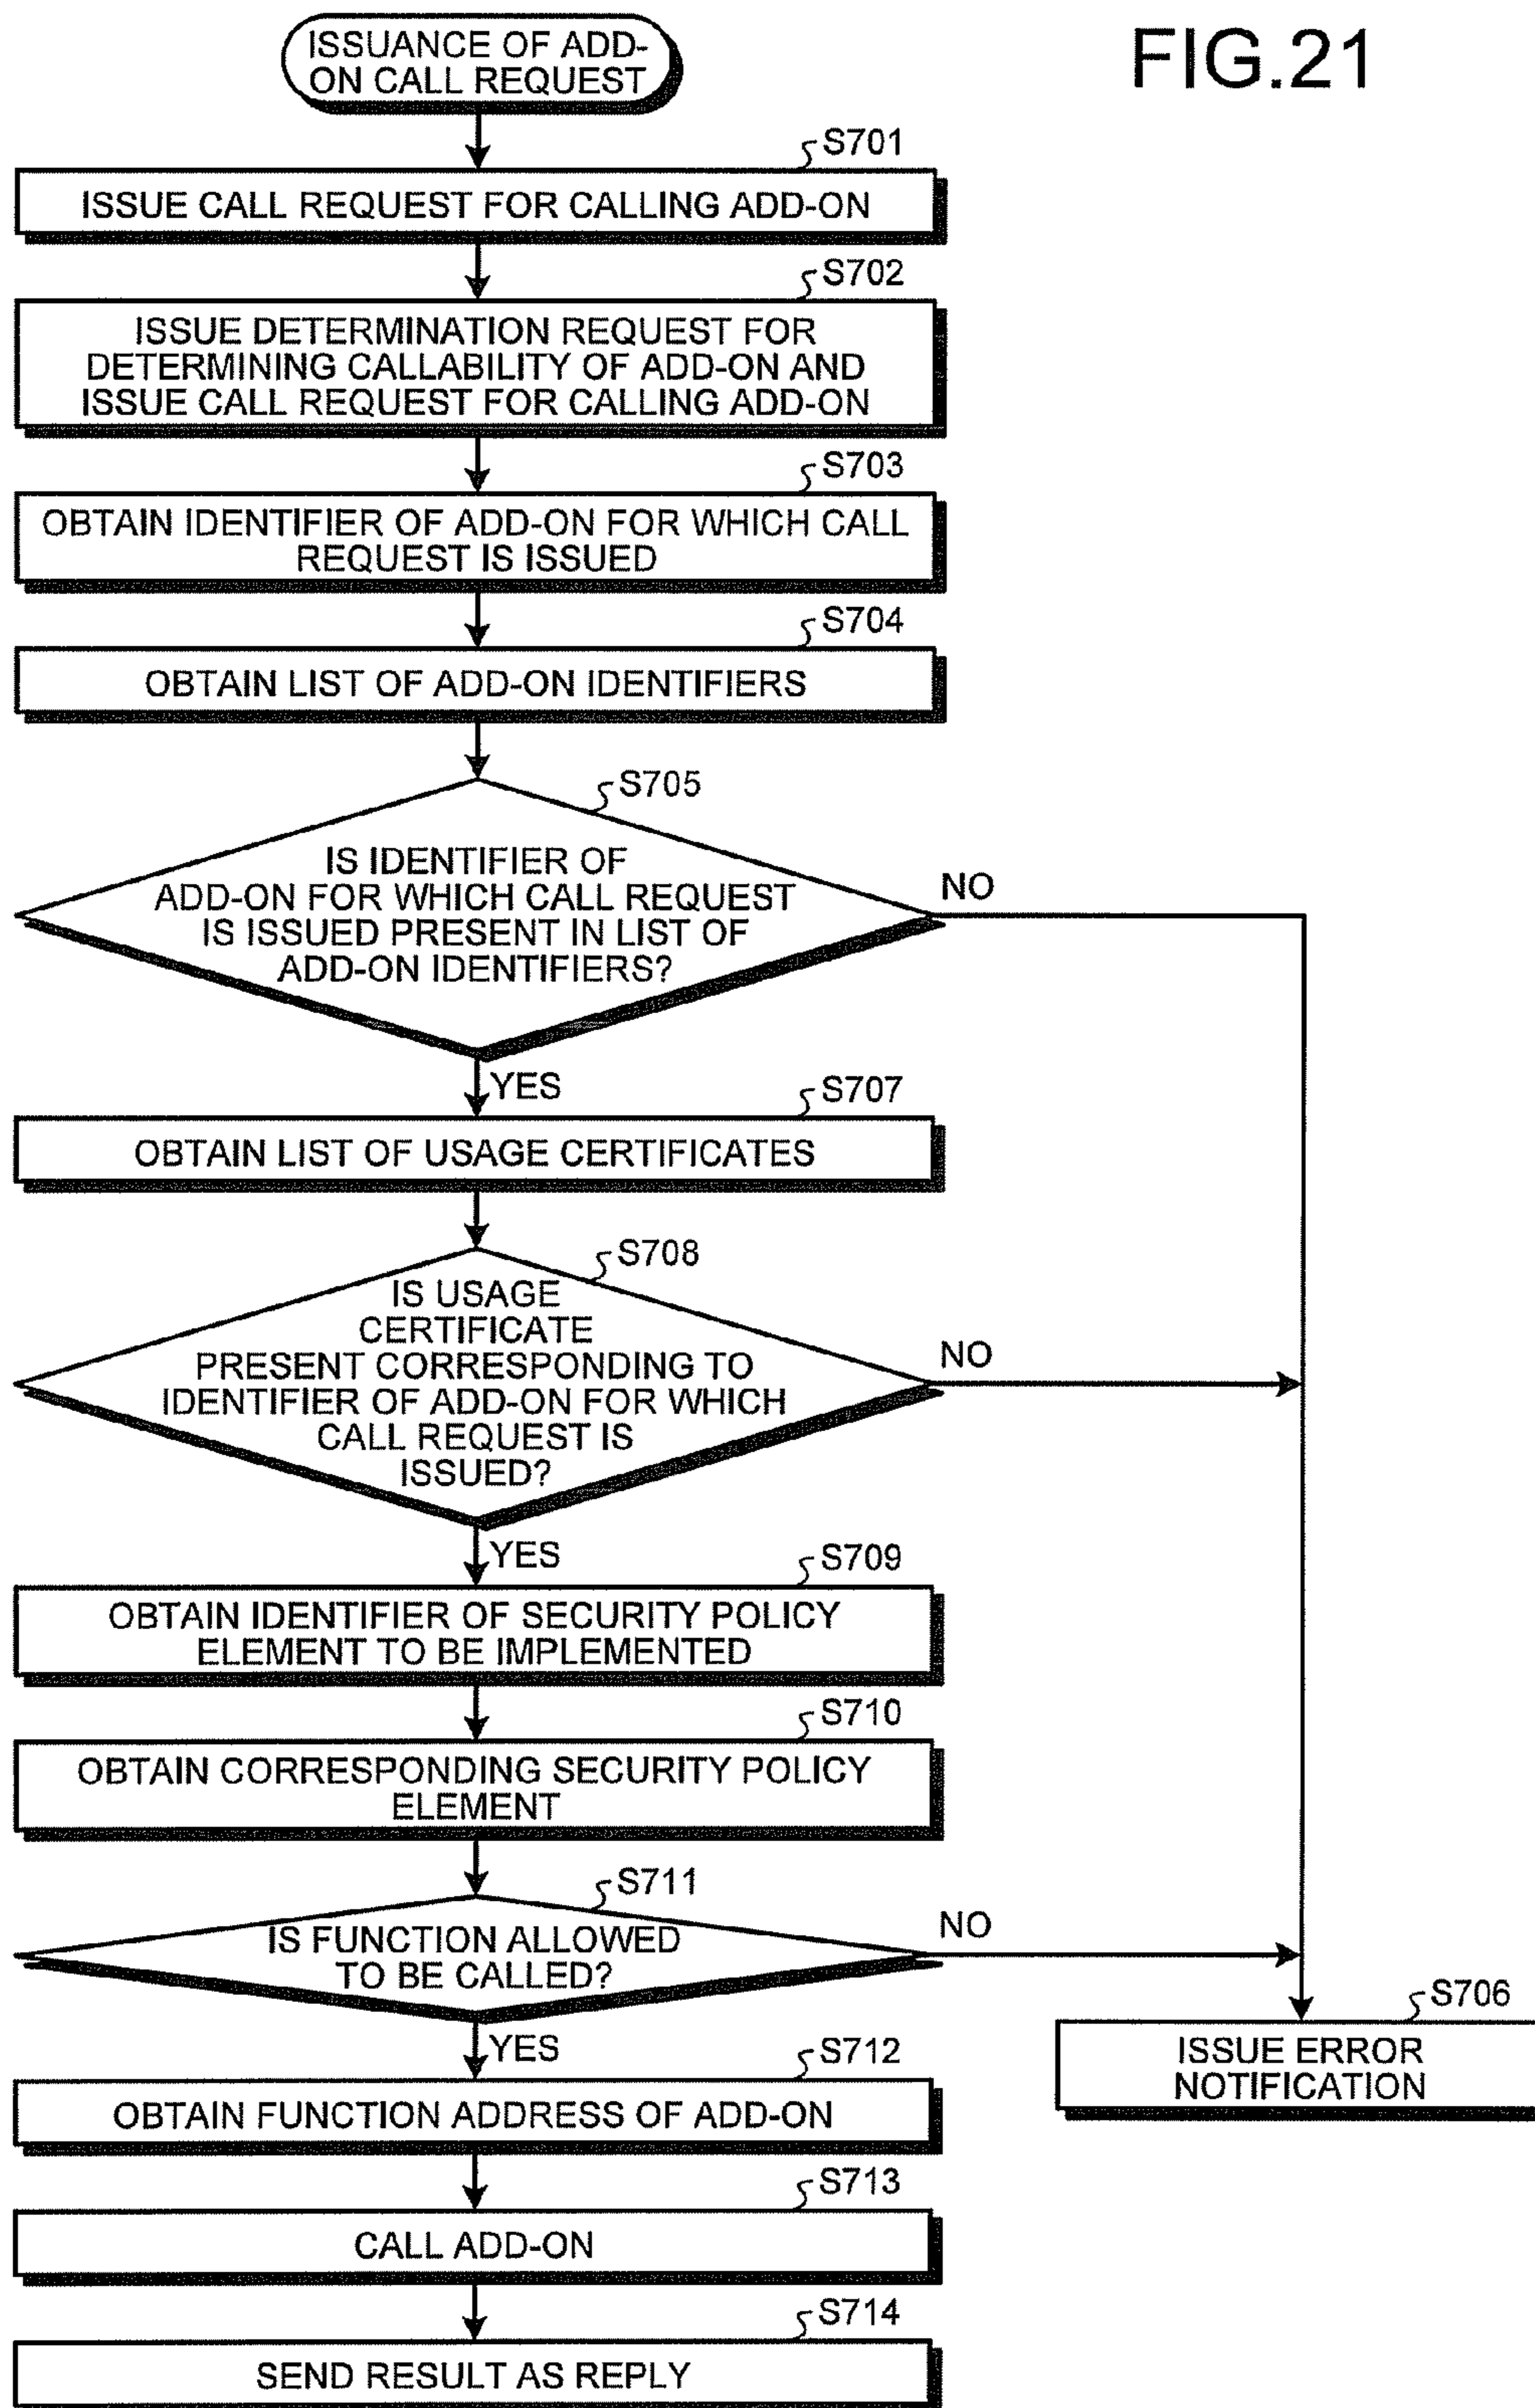 FIG.21
ISSUANCE OF ADD-
ON CALL REQUEST
S701
ISSUE CALL REQUEST FOR CALLING ADD-ON
S702
ISSUE DETERMINATION REQUEST FOR
DETERMINING CALLABILITY OF ADD-ON AND
ISSUE CALL REQUEST FOR CALLING ADD-ON
S703
OBTAIN IDENTIFIER OF ADD-ON FOR WHICH CALL
REQUEST IS ISSUED
S704
OBTAIN LIST OF ADD-ON IDENTIFIERS
S705
IS IDENTIFIER OF
ADD-ON FOR WHICH CALL REQUEST
IS ISSUED PRESENT IN LIST OF
ADD-ON IDENTIFIERS?
NO
YES
S707
OBTAIN LIST OF USAGE CERTIFICATES
S708
IS USAGE
CERTIFICATE
PRESENT CORRESPONDING TO
IDENTIFIER OF ADD-ON FOR WHICH
CALL REQUEST IS
ISSUED?
NO
YES
S709
OBTAIN IDENTIFIER OF SECURITY POLICY
ELEMENT TO BE IMPLEMENTED
S710
OBTAIN CORRESPONDING SECURITY POLICY
ELEMENT
S711
IS FUNCTION ALLOWED
TO BE CALLED?
NO
YES
S706
ISSUE ERROR
NOTIFICATION
S712
OBTAIN FUNCTION ADDRESS OF ADD-ON
S713
CALL ADD-ON
S714
SEND RESULT AS REPLY